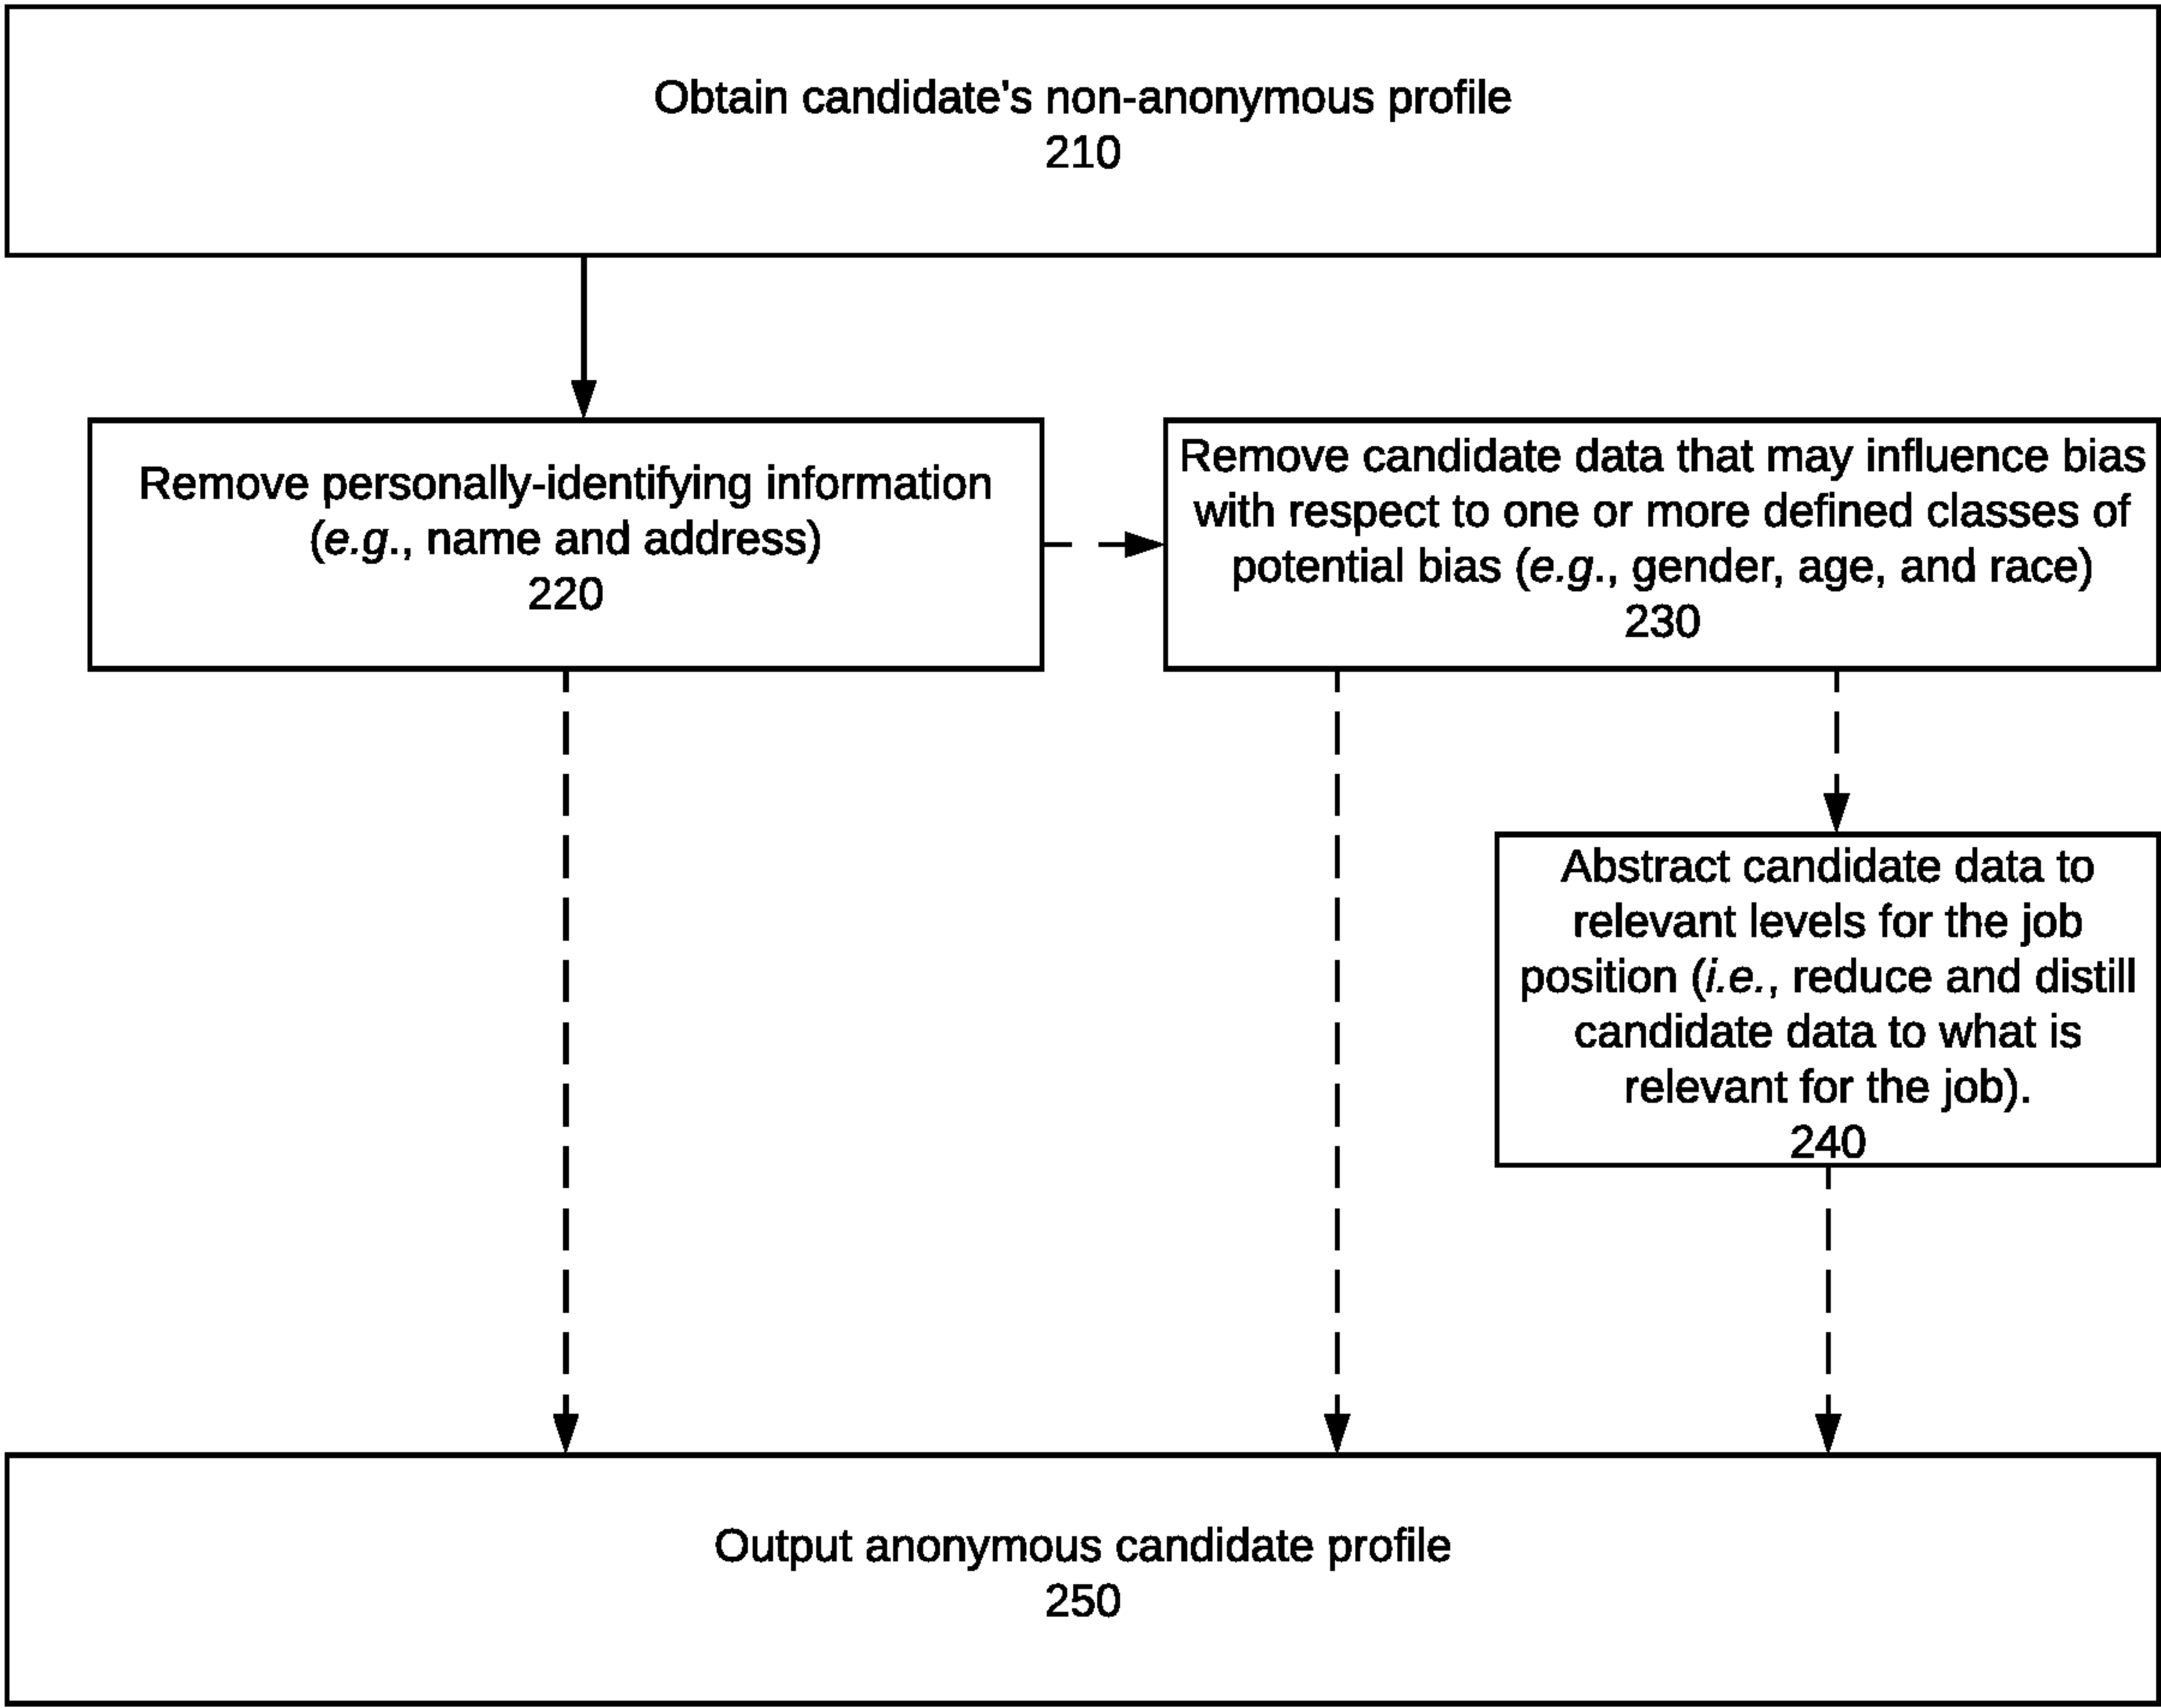 Obtain candidate's non-anonymous profile
210
Remove personally-identifying information
(e.g., name and address)
220
Remove candidate data that may influence bias
with respect to one or more defined classes of
potential bias (e.g., gender, age, and race)
230
Abstract candidate data to
relevant levels for the job
position (i.e., reduce and distill
candidate data to what is
relevant for the job).
240
Output anonymous candidate profile
250